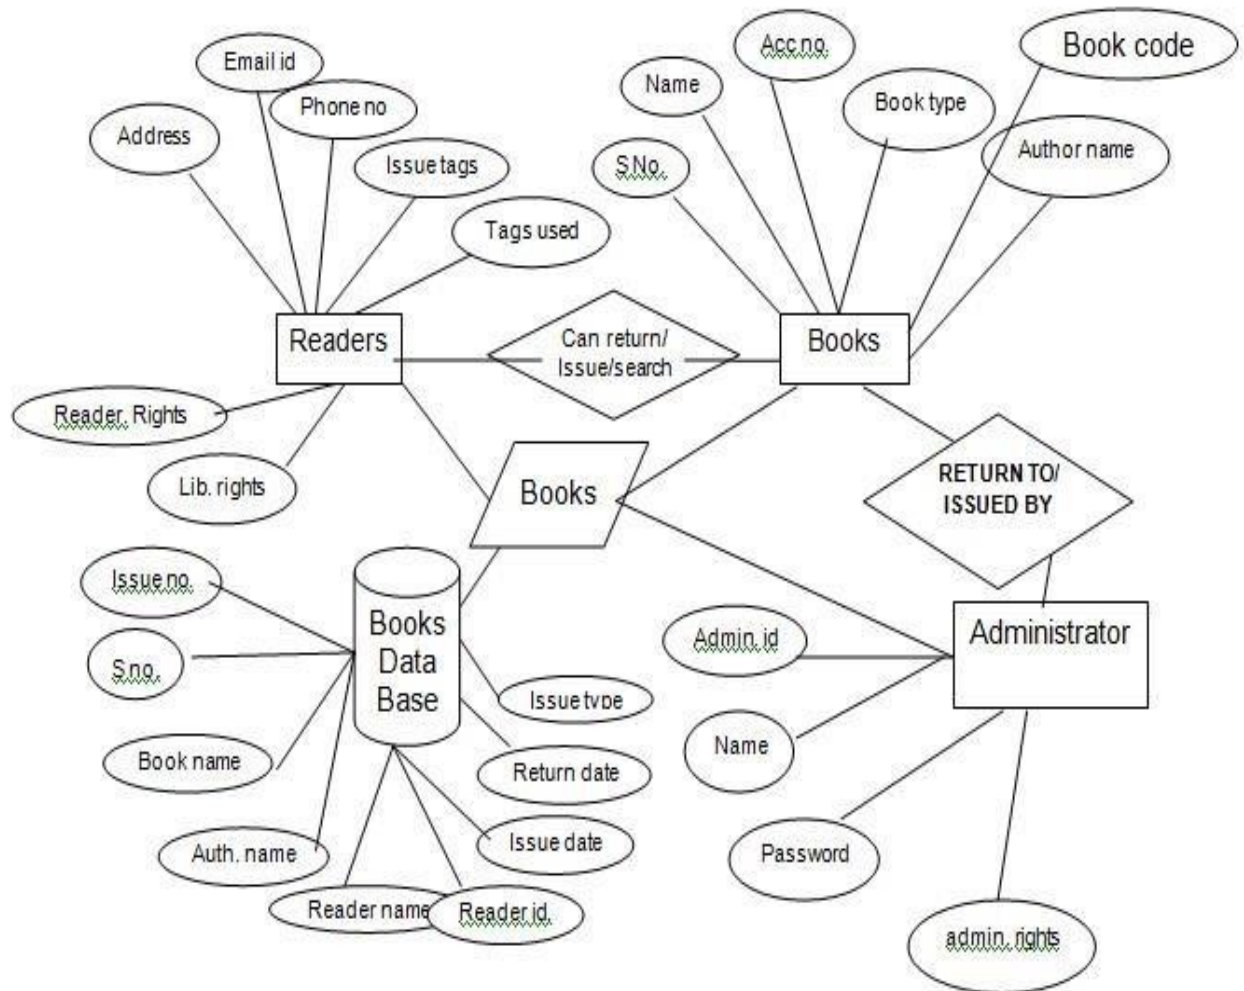 Acc no.
Book code
Email id
Name
Book type
Phone no
Address
Issue tags
S No.
Author name
Tags used
Readers
Can return/
Issue/search
Books
Reader. Rights
Lib. rights
Books
RETURN TO/
ISSUED BY
Issue no.
S no.
Books
Data
Base
Admin. id
Administrator
Issue type
Book name
Name
Return date
Auth. name
Issue date
Password
Reader name
Reader id.
admin. rights